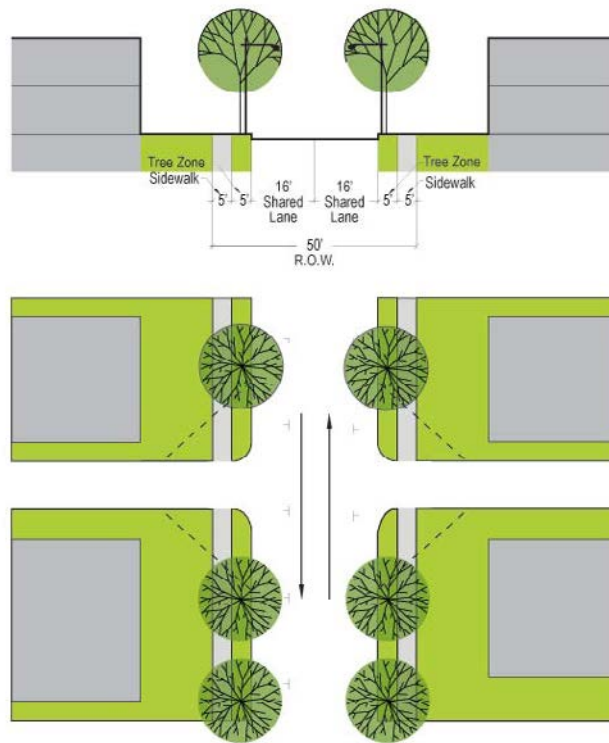 Tree Zone
Sidewalk
5'
5'
16'
Shared
Lane
16'
Shared
Lane
5'
5'
Tree Zone
Sidewalk
50'
R.O.W.